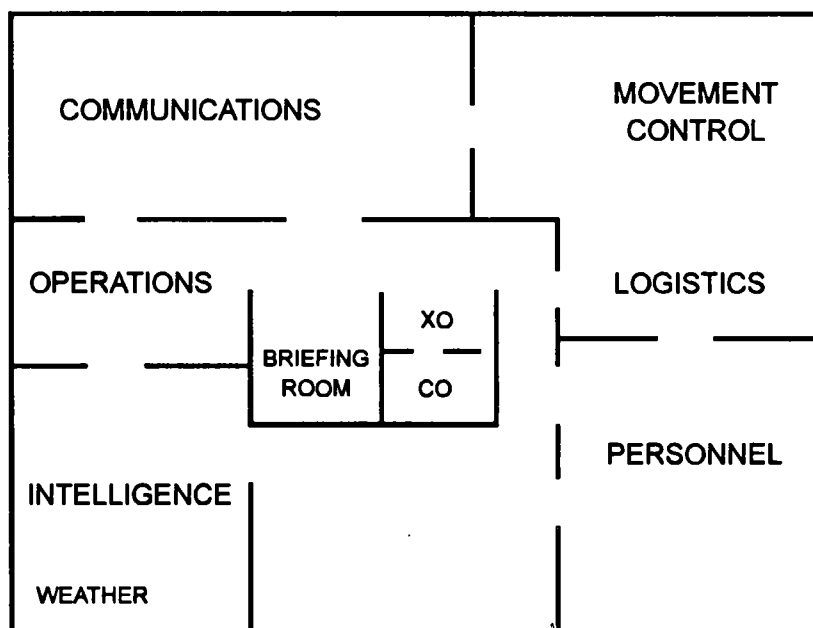 COMMUNICATIONS
MOVEMENT
CONTROL
OPERATIONS
XO
LOGISTICS
BRIEFING
ROOM
CO
PERSONNEL
INTELLIGENCE
WEATHER